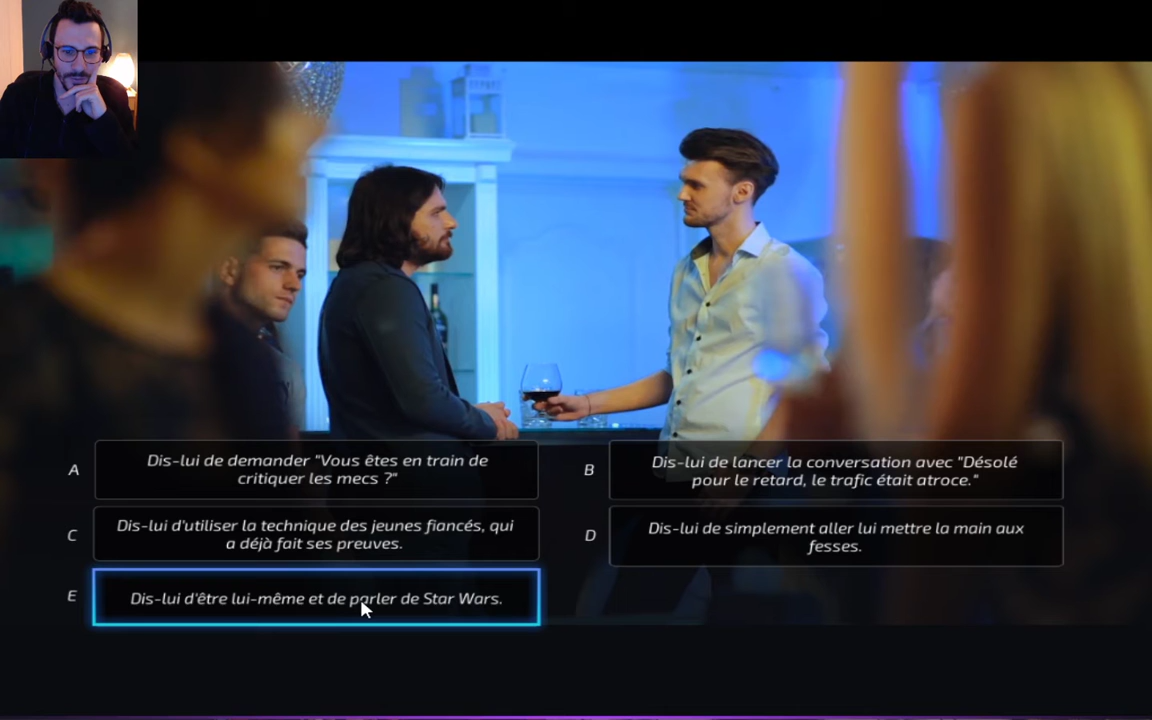 A
Dis-lui de demander "Vous êtes en train de
critiquer les mecs ?"
B
Dis-lui de lancer la conversation avec "Désolé
pour le retard, le trafic était atroce."
C
Dis-lui d'utiliser la technique des jeunes fiancés, qui
a déjà fait ses preuves.
D
Dis-lui de simplement aller lui mettre la main aux
fesses.
E
Dis-lui d'être lui-même et de parler de Star Wars.